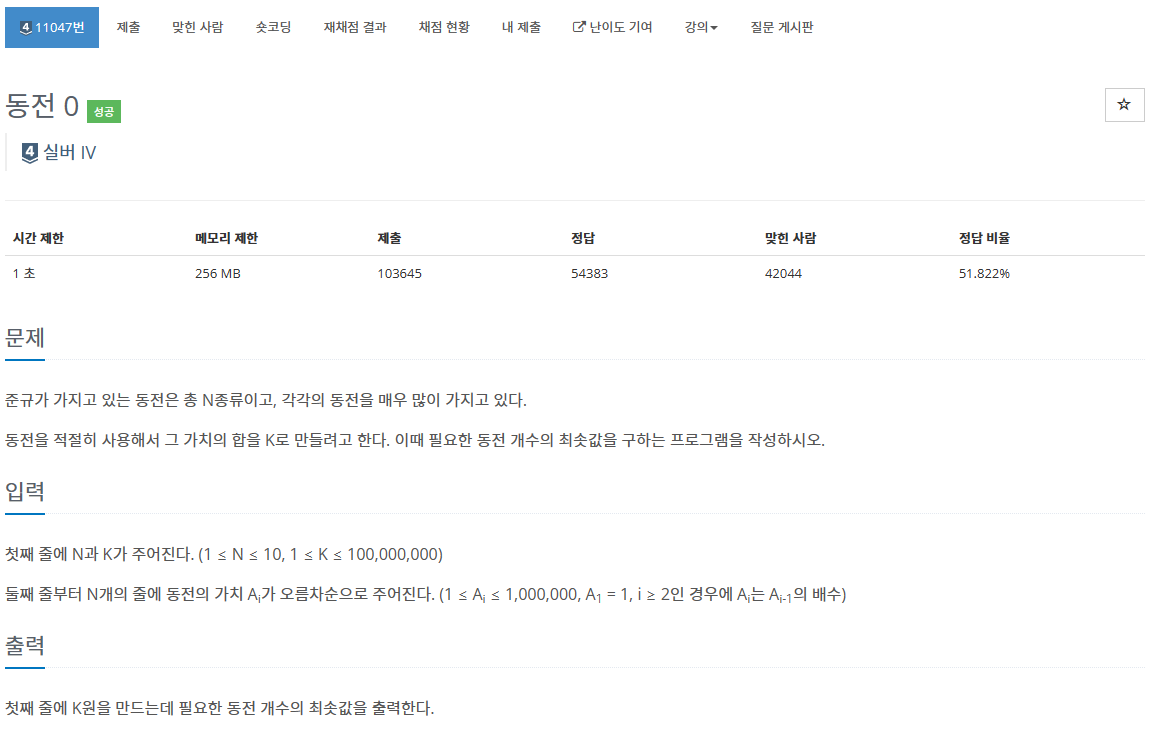 4 11047번 제출 맞힌 사람 숏코딩 재채점 결과 채점 현황 내 제출 난이도 기여 강의 질문 게시판
동전 0 성공
4 실버 IV
시간 제한 메모리 제한 제출 정답 맞힌 사람 정답 비율
1 초 256 MB 103645 54383 42044 51.822%
문제
준규가 가지고 있는 동전은 총 N종류이고, 각각의 동전을 매우 많이 가지고 있다.
동전을 적절히 사용해서 그 가치의 합을 K로 만들려고 한다. 이때 필요한 동전 개수의 최솟값을 구하는 프로그램을 작성하시오.
입력
첫째 줄에 N과 K가 주어진다. (1 ≤ N ≤ 10, 1 ≤ K ≤ 100,000,000)
둘째 줄부터 N개의 줄에 동전의 가치 Ai가 오름차순으로 주어진다. (1 ≤ Ai ≤ 1,000,000, A1 = 1, i ≥ 2인 경우에 Ai는 Ai-1의 배수)
출력
첫째 줄에 K원을 만드는데 필요한 동전 개수의 최솟값을 출력한다.